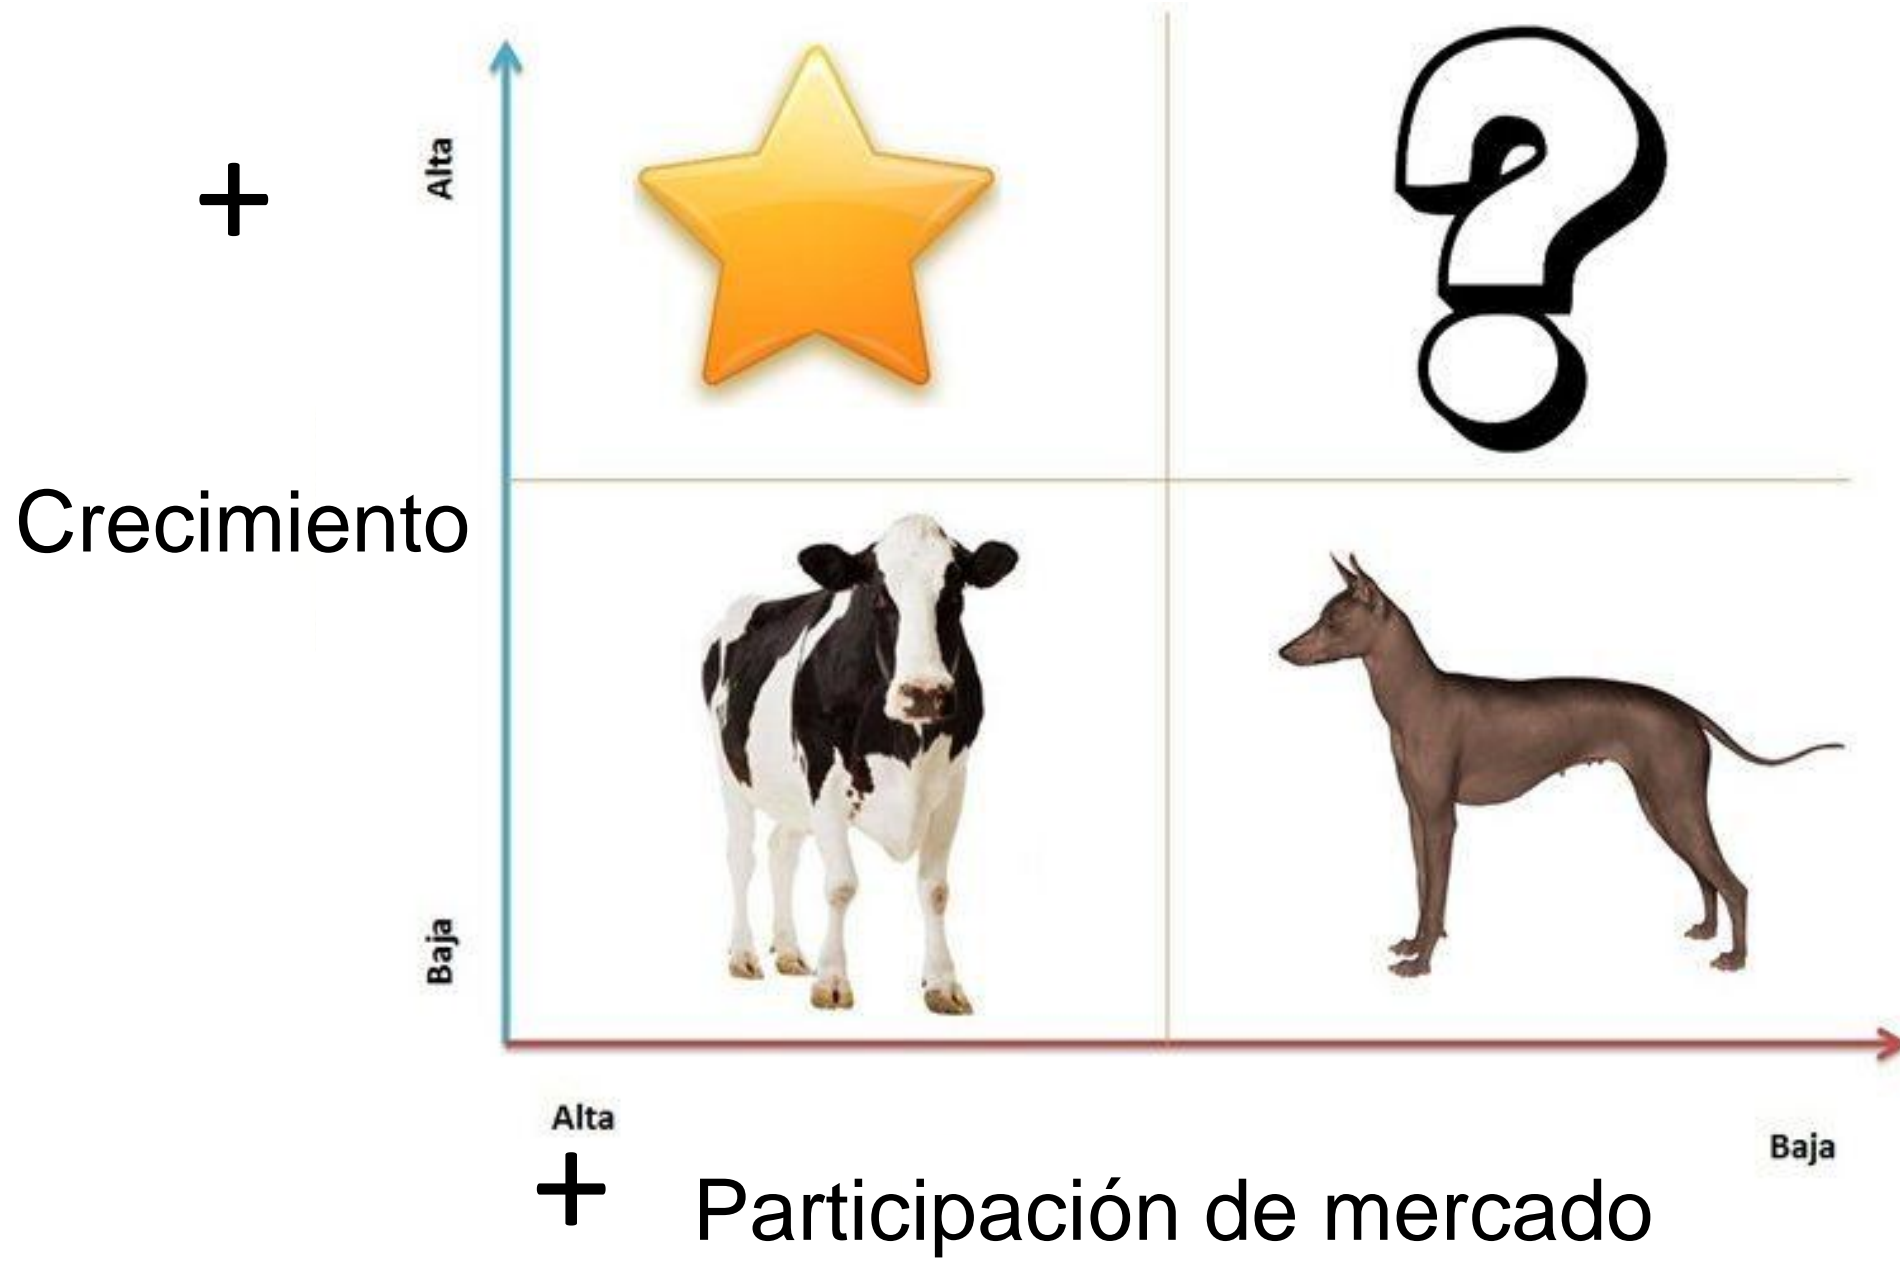 +
Alta
Crecimiento
Baja
Alta
Baja
+
Participación de mercado